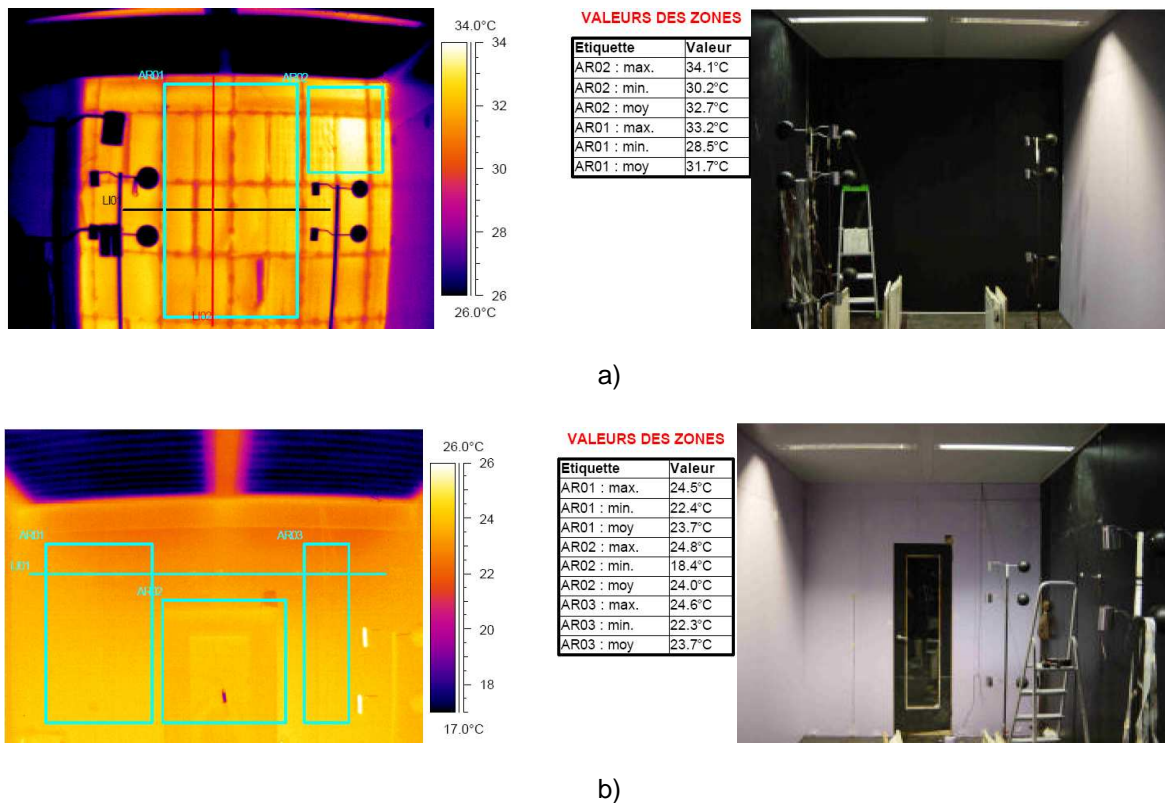 34.0°C
34
32
30
28
26
26.0°C
AR01
AR02
LI01
LI02
VALEURS DES ZONES
Etiquette Valeur
AR02 : max. 34.1°C
AR02 : min. 30.2°C
AR02 : moy 32.7°C
AR01 : max. 33.2°C
AR01 : min. 28.5°C
AR01 : moy 31.7°C
a)
26.0°C
26
24
22
20
18
17.0°C
AR01
AR03
LI01
AR02
VALEURS DES ZONES
Etiquette Valeur
AR01 : max. 24.5°C
AR01 : min. 22.4°C
AR01 : moy 23.7°C
AR02 : max. 24.8°C
AR02 : min. 18.4°C
AR02 : moy 24.0°C
AR03 : max. 24.6°C
AR03 : min. 22.3°C
AR03 : moy 23.7°C
b)